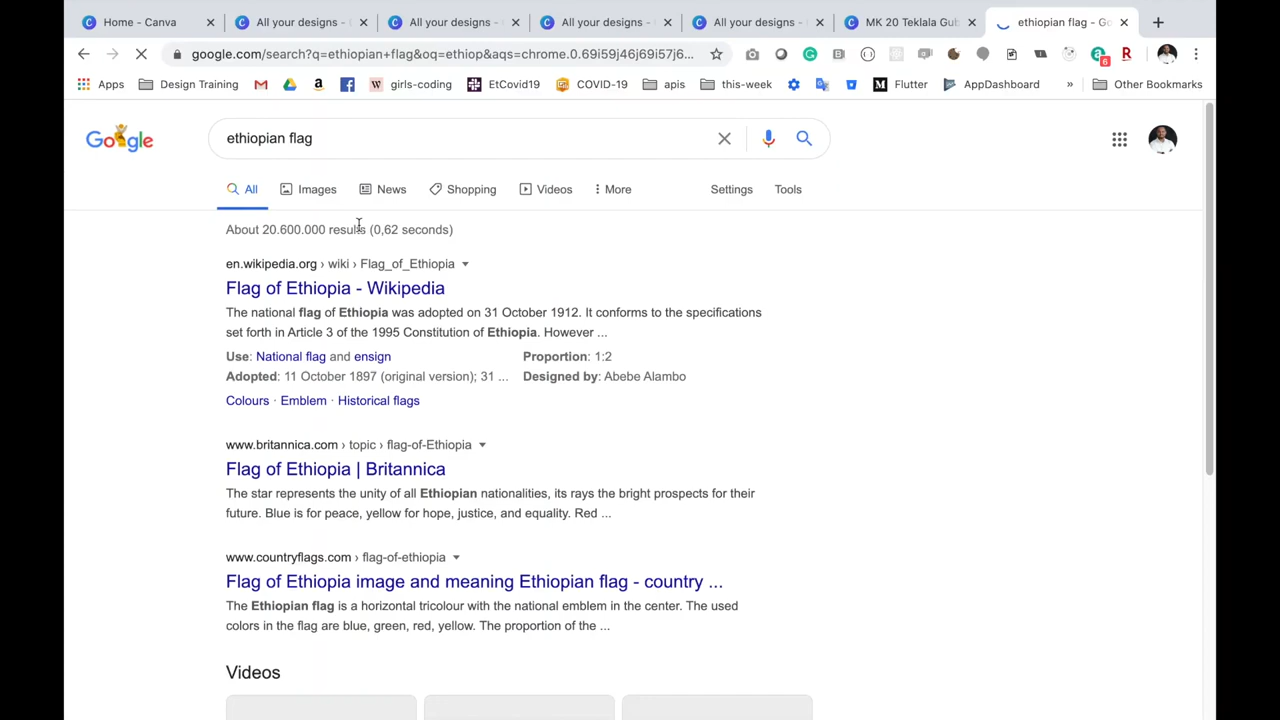 Home - Canva
All your designs -
All your designs -
All your designs -
All your designs -
MK 20 Teklala Gub
ethiopian flag - Go
google.com/search?q=ethiopian+flag&oq=ethiop&aqs=chrome.0.69i59j46j69i57j6...
6
Apps Design Training girls-coding EtCovid19 COVID-19 apis this-week Flutter AppDashboard » Other Bookmarks
Google
ethiopian flag
All Images News Shopping Videos More Settings Tools
About 20.600.000 results (0,62 seconds)
en.wikipedia.org › wiki › Flag_of_Ethiopia
Flag of Ethiopia - Wikipedia
The national flag of Ethiopia was adopted on 31 October 1912. It conforms to the specifications
set forth in Article 3 of the 1995 Constitution of Ethiopia. However ...
Use: National flag and ensign Proportion: 1:2
Adopted: 11 October 1897 (original version); 31 ... Designed by: Abebe Alambo
Colours · Emblem · Historical flags
www.britannica.com › topic › flag-of-Ethiopia
Flag of Ethiopia | Britannica
The star represents the unity of all Ethiopian nationalities, its rays the bright prospects for their
future. Blue is for peace, yellow for hope, justice, and equality. Red ...
www.countryflags.com › flag-of-ethiopia
Flag of Ethiopia image and meaning Ethiopian flag - country ...
The Ethiopian flag is a horizontal tricolour with the national emblem in the center. The used
colors in the flag are blue, green, red, yellow. The proportion of the ...
Videos